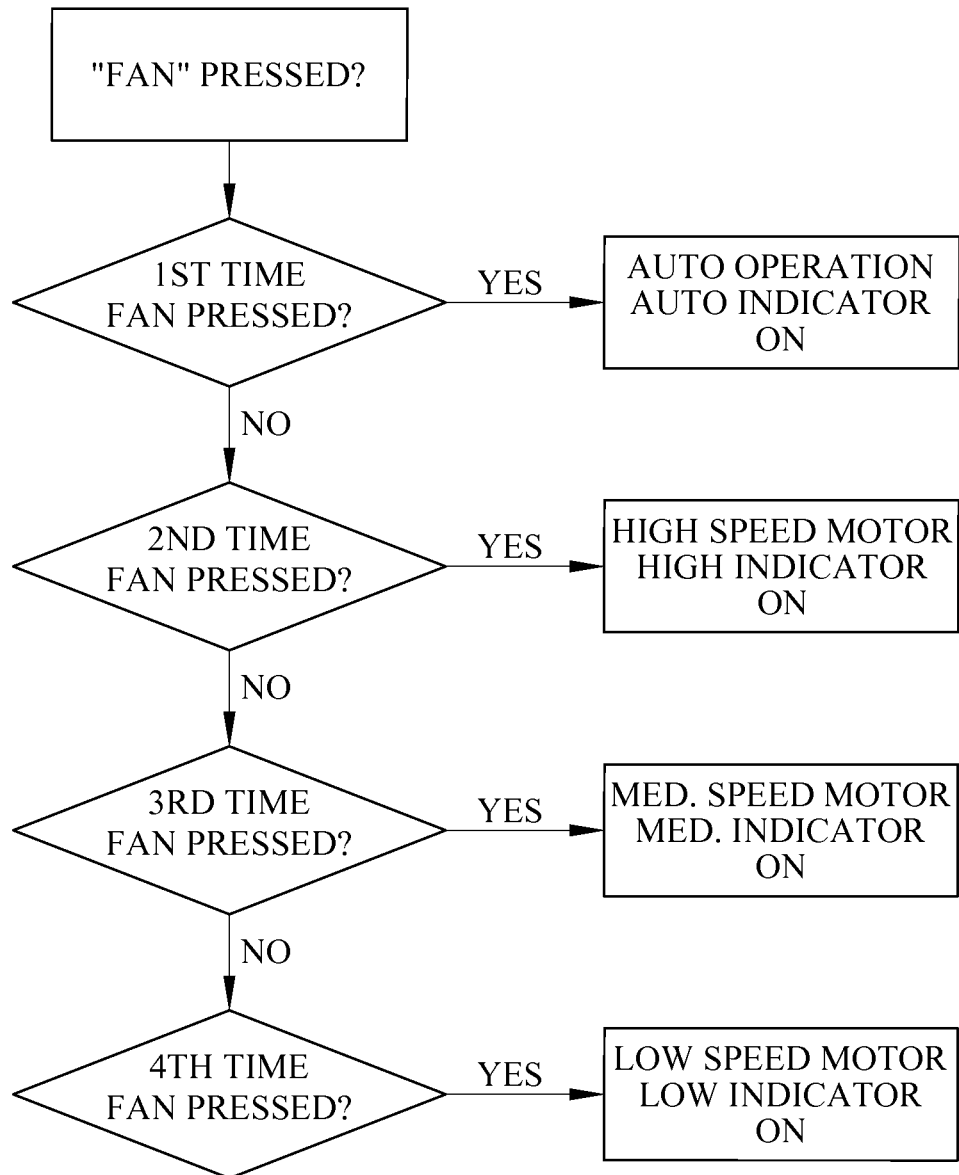 "FAN" PRESSED?
1ST TIME
FAN PRESSED?
YES
AUTO OPERATION
AUTO INDICATOR
ON
NO
2ND TIME
FAN PRESSED?
YES
HIGH SPEED MOTOR
HIGH INDICATOR
ON
NO
3RD TIME
FAN PRESSED?
YES
MED. SPEED MOTOR
MED. INDICATOR
ON
NO
4TH TIME
FAN PRESSED?
YES
LOW SPEED MOTOR
LOW INDICATOR
ON